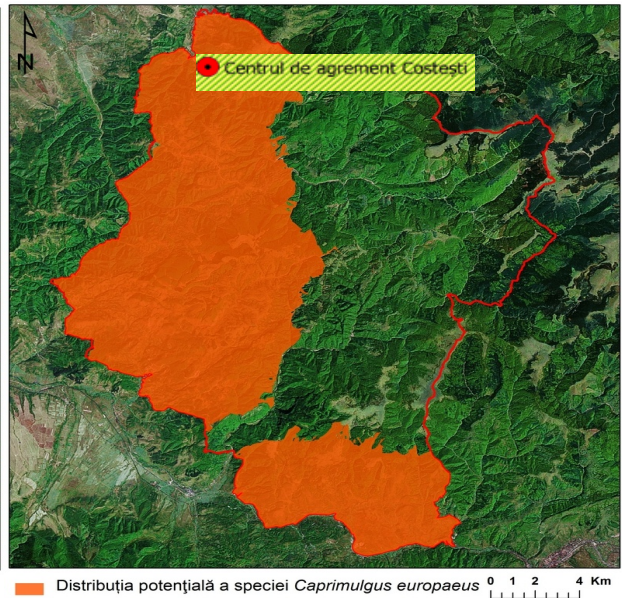 N
Centrul de agrement Costești
Distribuția potențială a speciei Caprimulgus europaeus 0 1 2 4 Km